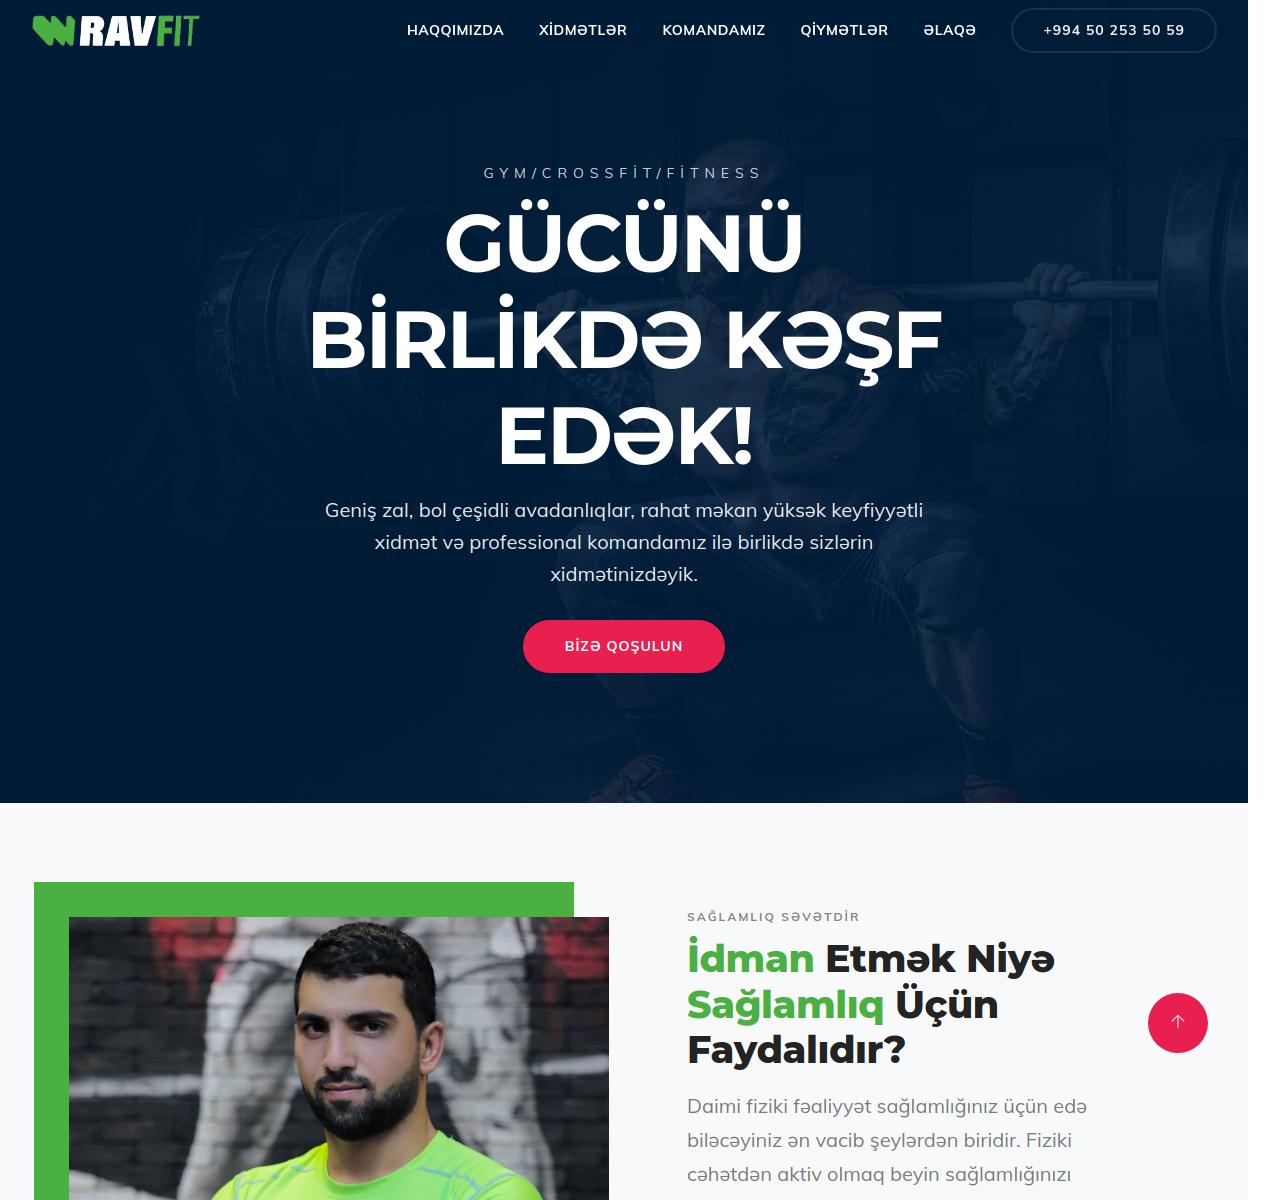 RAVFIT
HAQQIMIZDA
XİDMƏTLƏR
KOMANDAMIZ
QİYMƏTLƏR
ƏLAQƏ
+994 50 253 50 59
GYM/CROSSFİT/FİTNESS
GÜCÜNÜ
BİRLİKDƏ KƏŞF
EDƏK!
Geniş zal, bol çeşidli avadanlıqlar, rahat məkan yüksək keyfiyyətli
xidmət və professional komandamız ilə birlikdə sizlərin
xidmətinizdəyik.
BİZƏ QOŞULUN
SAĞLAMLIQ SƏVƏTDİR
İdman Etmək Niyə
Sağlamlıq Üçün
Faydalıdır?
Daimi fiziki fəaliyyət sağlamlığınız üçün edə
biləcəyiniz ən vacib şeylərdən biridir. Fiziki
cəhətdən aktiv olmaq beyin sağlamlığınızı